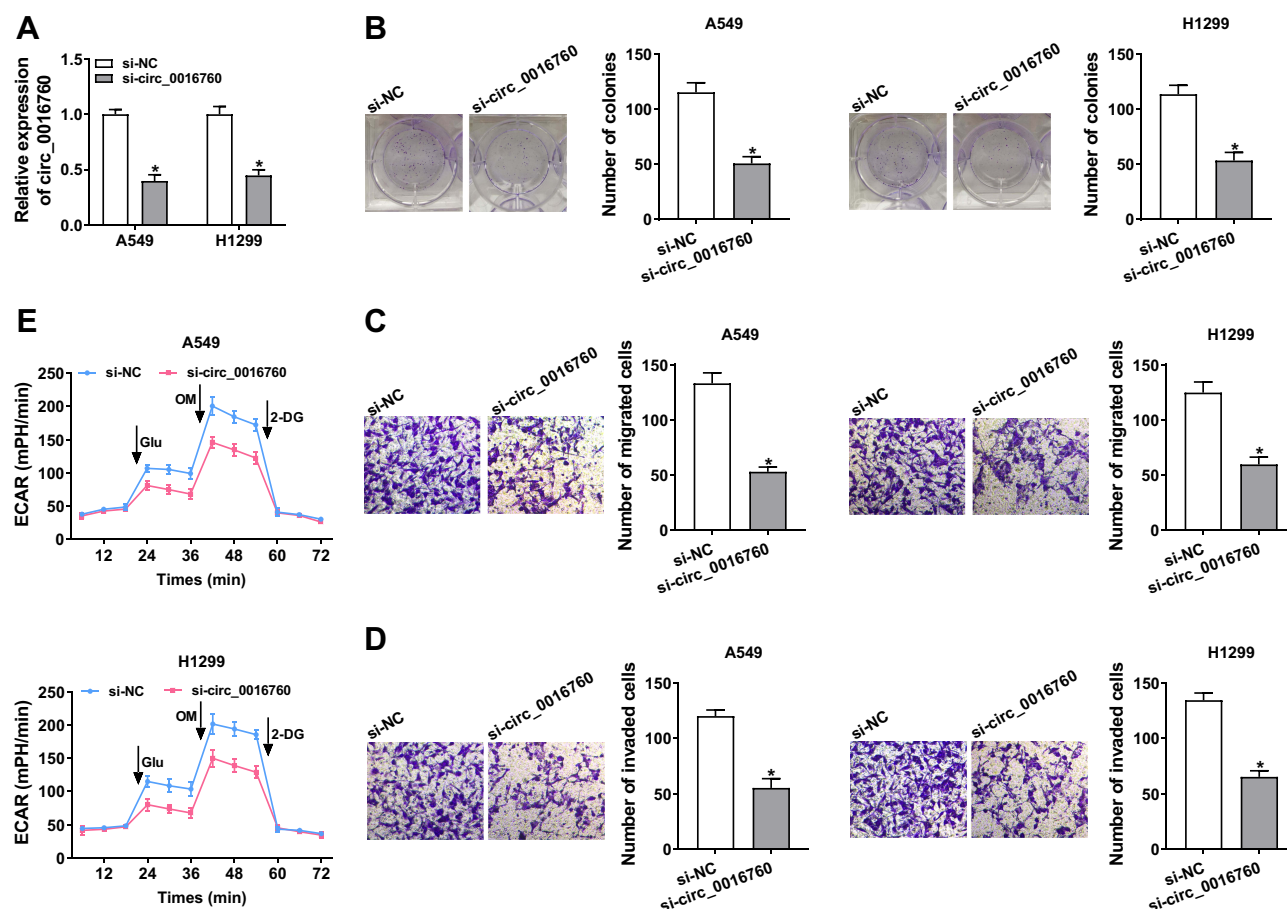 A
si-NC
si-circ_0016760
Relative expression
of circ_0016760
1.5
1.0
0.5
0.0
*
*
A549
H1299
B
si-NC
si-circ_0016760
A549
Number of colonies
150
100
50
0
*
si-NC
si-circ_0016760
si-NC
si-circ_0016760
H1299
Number of colonies
150
100
50
0
*
si-NC
si-circ_0016760
E
A549
si-NC
si-circ_0016760
ECAR (mPH/min)
250
200
150
100
50
0
Glu
OM
2-DG
12
24
36
48
60
72
Times (min)
H1299
si-NC
si-circ_0016760
ECAR (mPH/min)
250
200
150
100
50
0
Glu
OM
2-DG
12
24
36
48
60
72
Times (min)
C
si-NC
si-circ_0016760
A549
Number of migrated cells
150
100
50
0
*
si-NC
si-circ_0016760
si-NC
si-circ_0016760
H1299
Number of migrated cells
150
100
50
0
*
si-NC
si-circ_0016760
D
si-NC
si-circ_0016760
A549
Number of invaded cells
150
100
50
0
*
si-NC
si-circ_0016760
si-NC
si-circ_0016760
H1299
Number of invaded cells
150
100
50
0
*
si-NC
si-circ_0016760